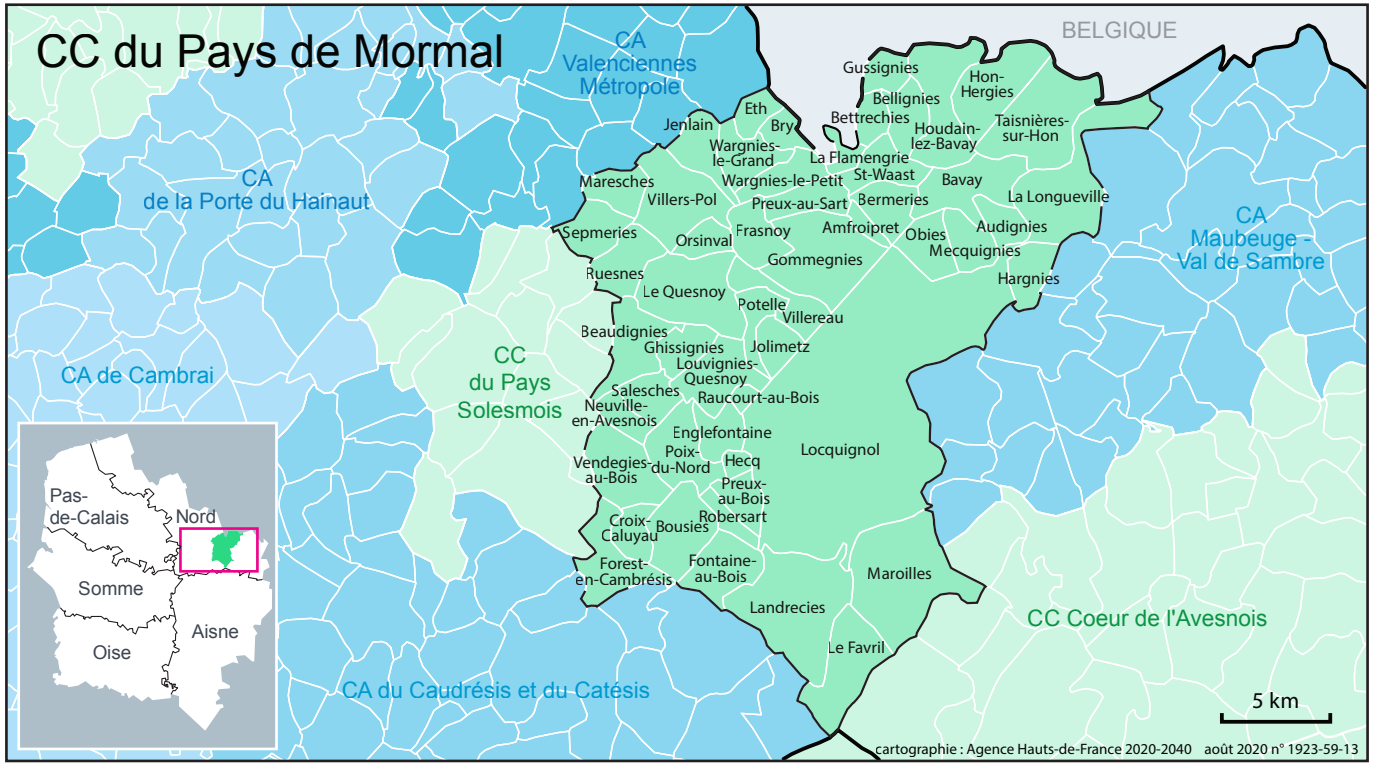 CC du Pays de Mormal
BELGIQUE
CA
Valenciennes
Métropole
CA
de la Porte du Hainaut
CA
Maubeuge -
Val de Sambre
CA de Cambrai
CC
du Pays
Solesmois
CC Coeur de l'Avesnois
CA du Caudrésis et du Catésis
Gussignies
Hon-
Hergies
Bellignies
Bettrechies
Taisnières-
sur-Hon
Houdain-
lez-Bavay
Eth
Bry
Jenlain
Wargnies-
le-Grand
La Flamengrie
St-Waast
Maresches
Wargnies-le-Petit
Bavay
Villers-Pol
Preux-au-Sart
Bermeries
La Longueville
Septmeries
Orsinval
Frasnoy
Amfroipret
Obies
Audignies
Mecquignies
Gommegnies
Ruesnes
Hargnies
Le Quesnoy
Potelle
Villereau
Beaudignies
Ghissignies
Jolimetz
Louvignies-
Quesnoy
Salesches
Raucourt-au-Bois
Neuville-
en-Avesnois
Englefontaine
Locquignol
Poix-
du-Nord
Hecq
Vendegies-
au-Bois
Preux-
au-Bois
Robersart
Croix-
Caluyau
Bousies
Forest-
en-Cambrésis
Fontaine-
au-Bois
Maroilles
Landrecies
Le Favril
Pas-
de-Calais
Nord
Somme
Aisne
Oise
5 km
cartographie : Agence Hauts-de-France 2020-2040 août 2020 n° 1923-59-13